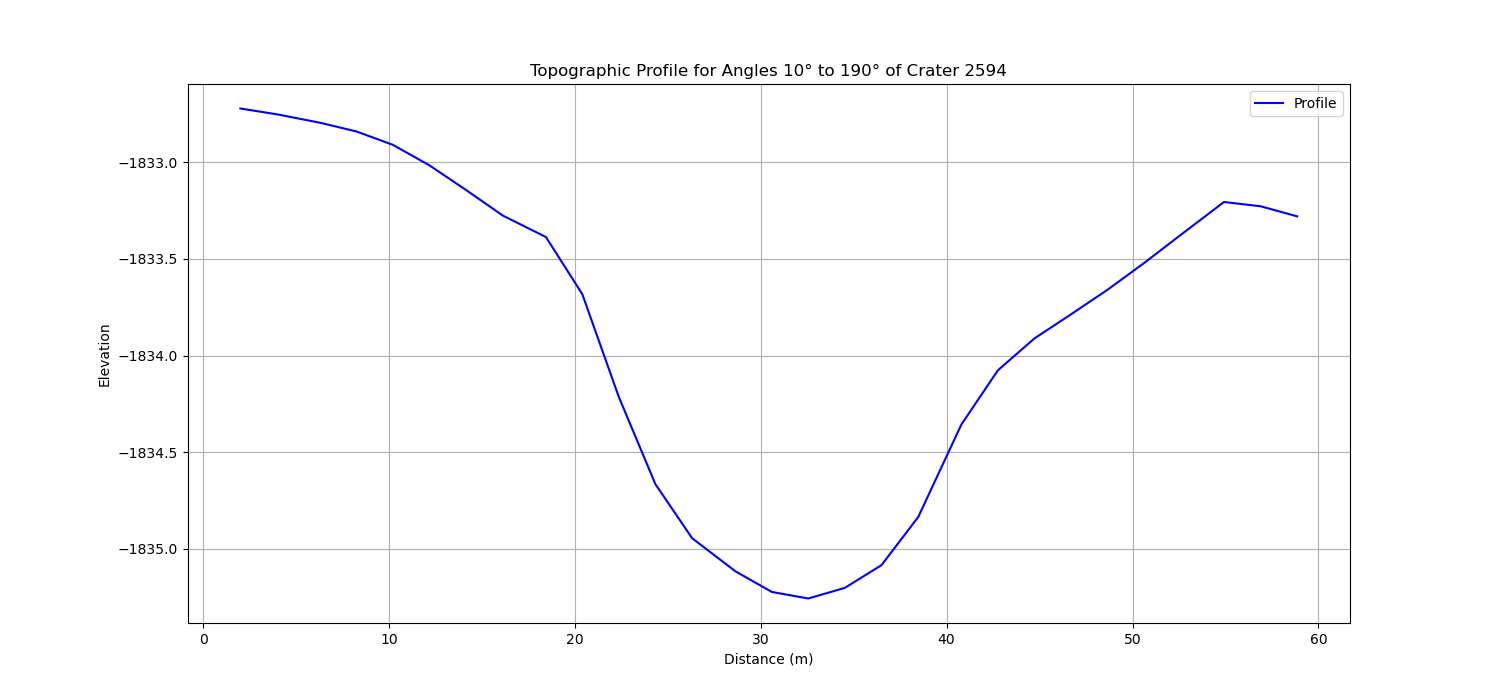 Topographic Profile for Angles 10° to 190° of Crater 2594
Profile
−1833.0
−1833.5
−1834.0
−1834.5
−1835.0
Elevation
0 10 20 30 40 50 60
Distance (m)